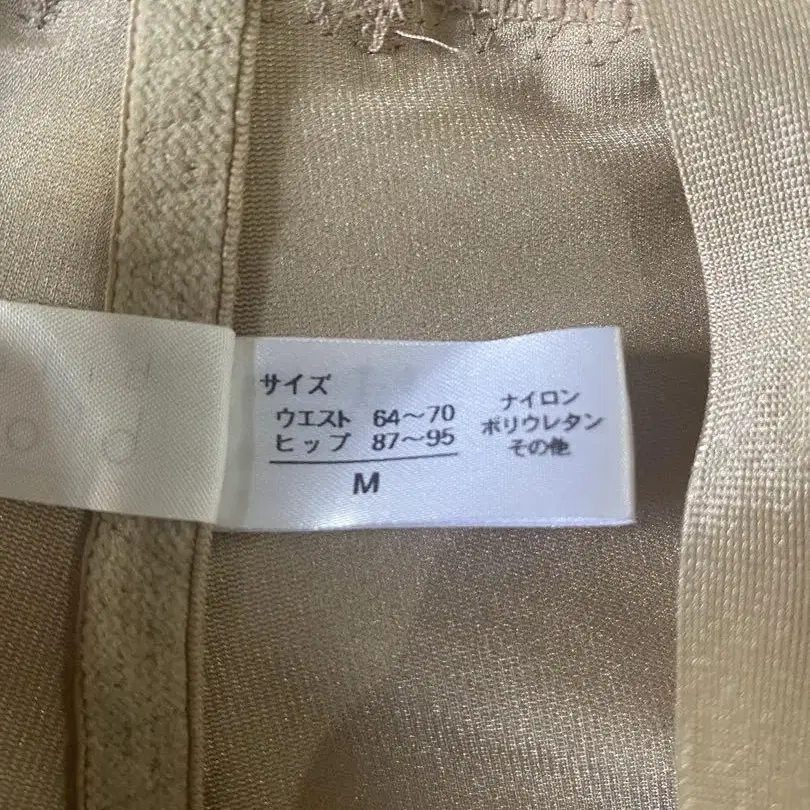 サイズ
ウエスト 64～70
ヒップ 87～95
M
ナイロン
ポリウレタン
その他